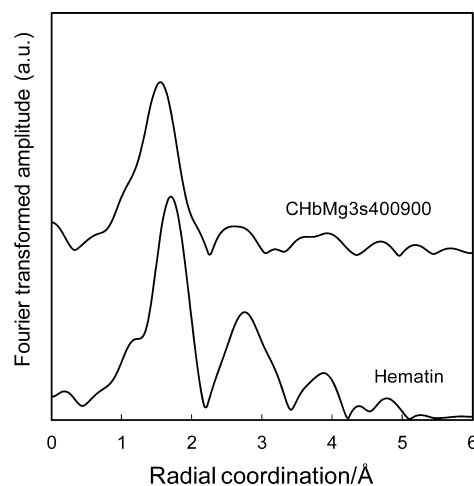 Fourier transformed amplitude (a.u.)
CHbMg3s400900
Hematin
0 1 2 3 4 5 6
Radial coordination/Å